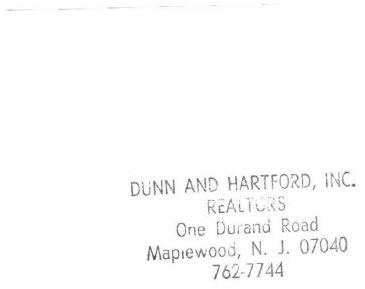 DUNN AND HARTFORD, INC.
REALTORS
One Durand Road
Maplewood, N. J. 07040
762-7744